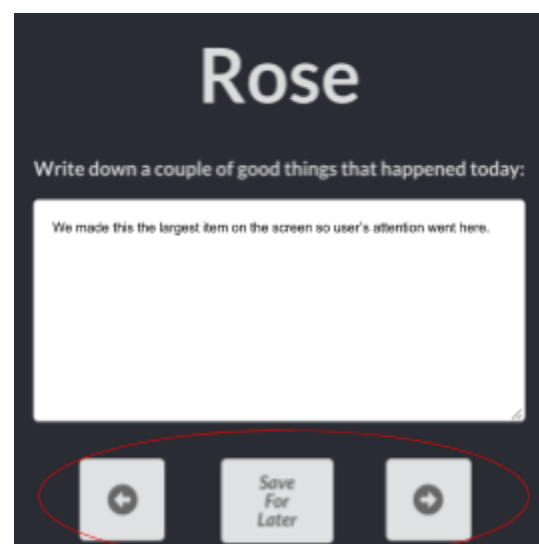 Rose
Write down a couple of good things that happened today:
We made this the largest item on the screen so user's attention went here.
Save
For
Later